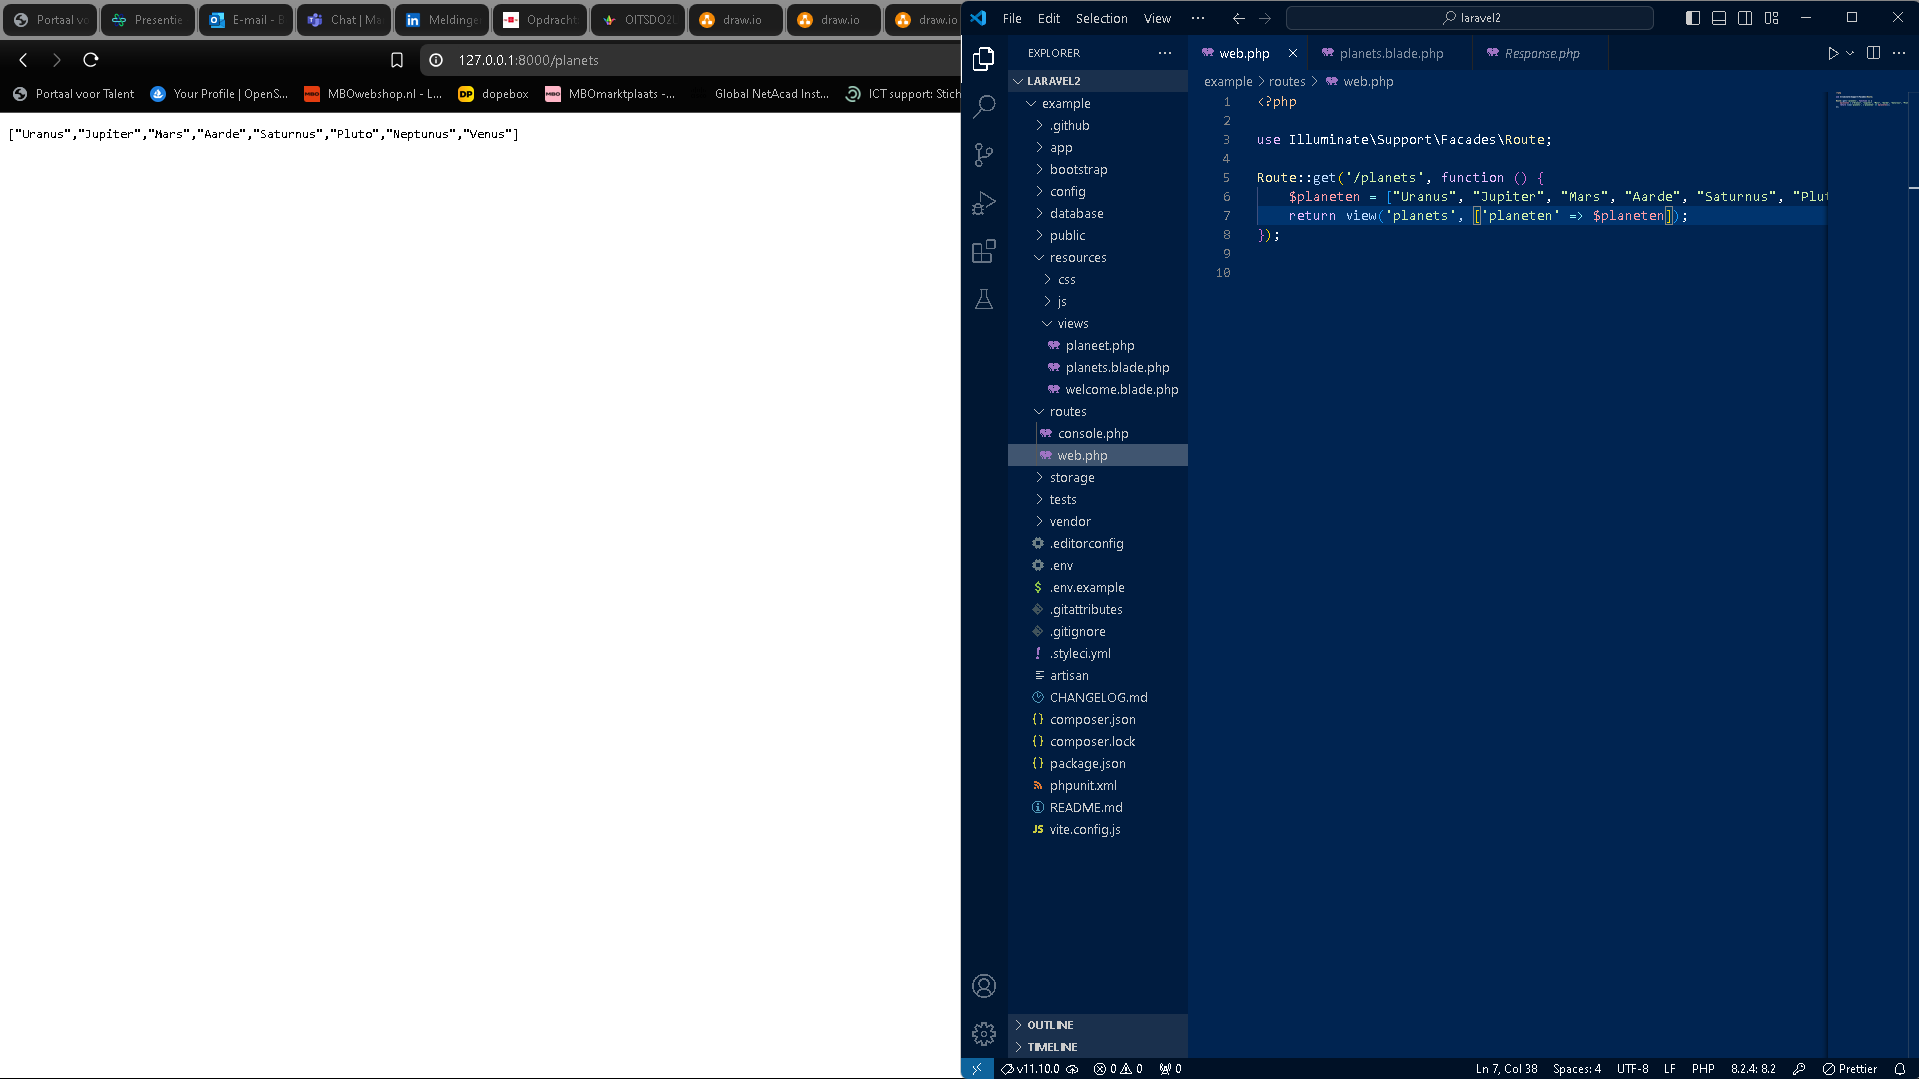 Portaal vo
Presentie
E-mail - B
Chat | Ma
Meldinge
Opdracht
OITSDO2L
draw.io
draw.io
draw.io
127.0.0.1:8000/planets
Portaal voor Talent
Your Profile | OpenS...
MBO MBOwebshop.nl - L...
DP dopebox
MBO MBOmarktplaats -...
Global NetAcad Inst...
ICT support: Stich
["Uranus","Jupiter","Mars","Aarde","Saturnus","Pluto","Neptunus","Venus"]
File Edit Selection View ···
laravel2
EXPLORER ···
LARAVEL2
example
.github
app
bootstrap
config
database
public
resources
css
js
views
planeet.php
planets.blade.php
welcome.blade.php
routes
console.php
web.php
storage
tests
vendor
.editorconfig
.env
$ .env.example
.gitattributes
.gitignore
! .styleci.yml
artisan
CHANGELOG.md
{} composer.json
{} composer.lock
{} package.json
phpunit.xml
README.md
JS vite.config.js
OUTLINE
TIMELINE
web.php
planets.blade.php
Response.php
example > routes > web.php
1 <?php
2
3 use Illuminate\Support\Facades\Route;
4
5 Route::get('/planets', function () {
6 $planeten = ["Uranus", "Jupiter", "Mars", "Aarde", "Saturnus", "Plut
7 return view('planets', ['planeten' => $planeten]);
8 });
9
10
v11.10.0 0 0 0
Ln 7, Col 38 Spaces: 4 UTF-8 LF PHP 8.2.4: 8.2 Prettier